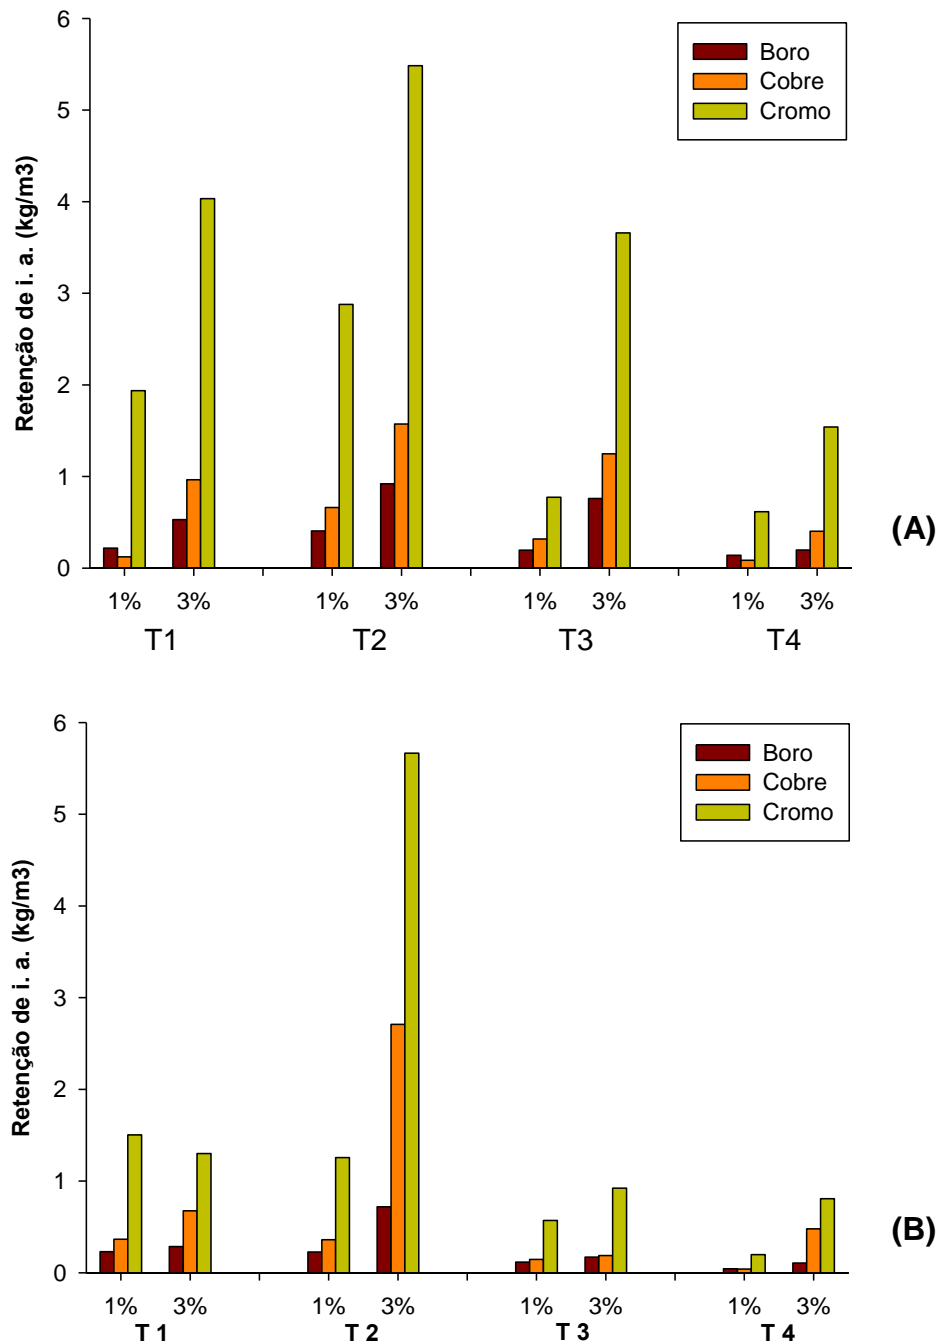 6
5
4
3
2
1
0
Retenção de i. a. (kg/m3)
Boro
Cobre
Cromo
(A)
1% 3% 1% 3% 1% 3% 1% 3%
T1 T2 T3 T4
6
5
4
3
2
1
0
Retenção de i. a. (kg/m3)
Boro
Cobre
Cromo
(B)
1% 3% 1% 3% 1% 3% 1% 3%
T 1 T 2 T 3 T 4